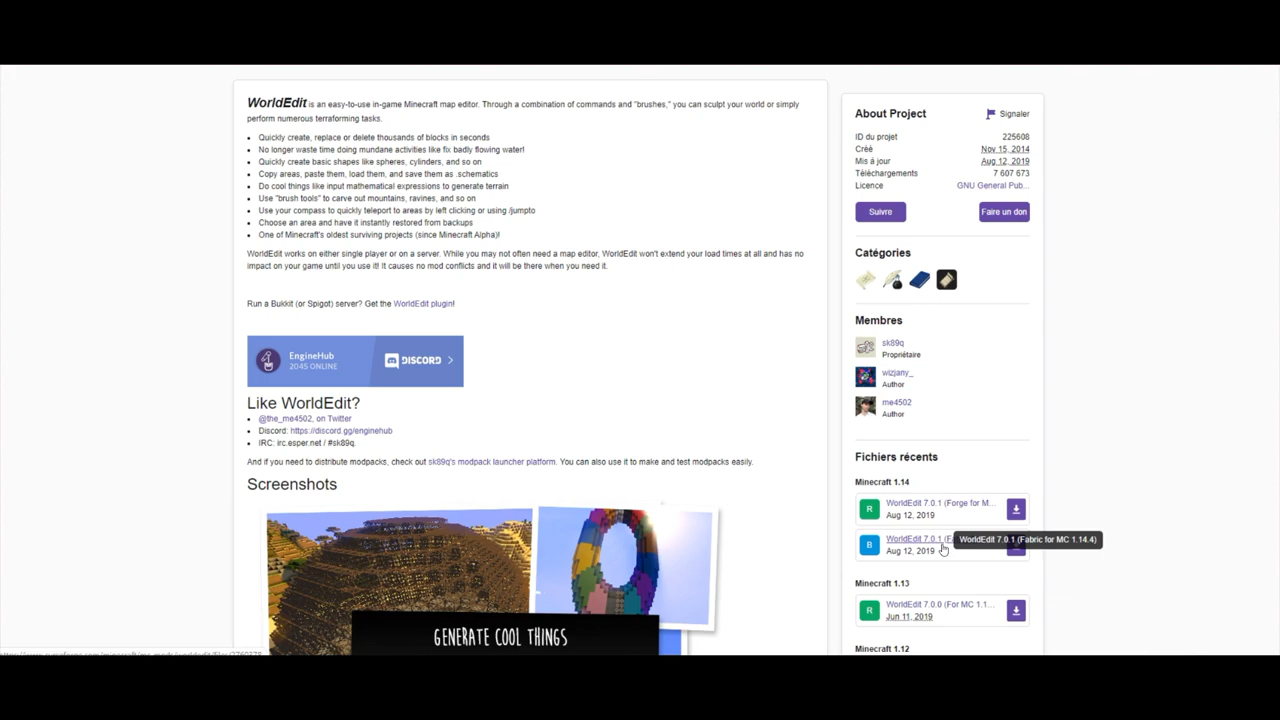 WorldEdit is an easy-to-use in-game Minecraft map editor. Through a combination of commands and "brushes," you can sculpt your world or simply
perform numerous terraforming tasks.
• Quickly create, replace or delete thousands of blocks in seconds
• No longer waste time doing mundane activities like fix badly flowing water!
• Quickly create basic shapes like spheres, cylinders, and so on
• Copy areas, paste them, load them, and save them as .schematics
• Do cool things like input mathematical expressions to generate terrain
• Use "brush tools" to carve out mountains, ravines, and so on
• Use your compass to quickly teleport to areas by left clicking or using /jumpto
• Choose an area and have it instantly restored from backups
• One of Minecraft's oldest surviving projects (since Minecraft Alpha)!
WorldEdit works on either single player or on a server. While you may not often need a map editor, WorldEdit won't extend your load times at all and has no
impact on your game until you use it! It causes no mod conflicts and it will be there when you need it.
Run a Bukkit (or Spigot) server? Get the WorldEdit plugin!
EngineHub
2045 ONLINE
DISCORD
Like WorldEdit?
• @the_me4502, on Twitter
• Discord: https://discord.gg/enginehub
• IRC: irc.esper.net / #sk89q.
And if you need to distribute modpacks, check out sk89q's modpack launcher platform. You can also use it to make and test modpacks easily.
Screenshots
GENERATE COOL THINGS
About Project
Signaler
ID du projet 225608
Créé Nov 15, 2014
Mis à jour Aug 12, 2019
Téléchargements 7 607 673
Licence GNU General Pub...
Suivre
Faire un don
Catégories
Membres
sk89q
Propriétaire
wizjany_
Author
me4502
Author
Fichiers récents
Minecraft 1.14
R WorldEdit 7.0.1 (Forge for M...
Aug 12, 2019
B WorldEdit 7.0.1 (F
WorldEdit 7.0.1 (Fabric for MC 1.14.4)
Aug 12, 2019
Minecraft 1.13
R WorldEdit 7.0.0 (For MC 1.1...
Jun 11, 2019
Minecraft 1.12